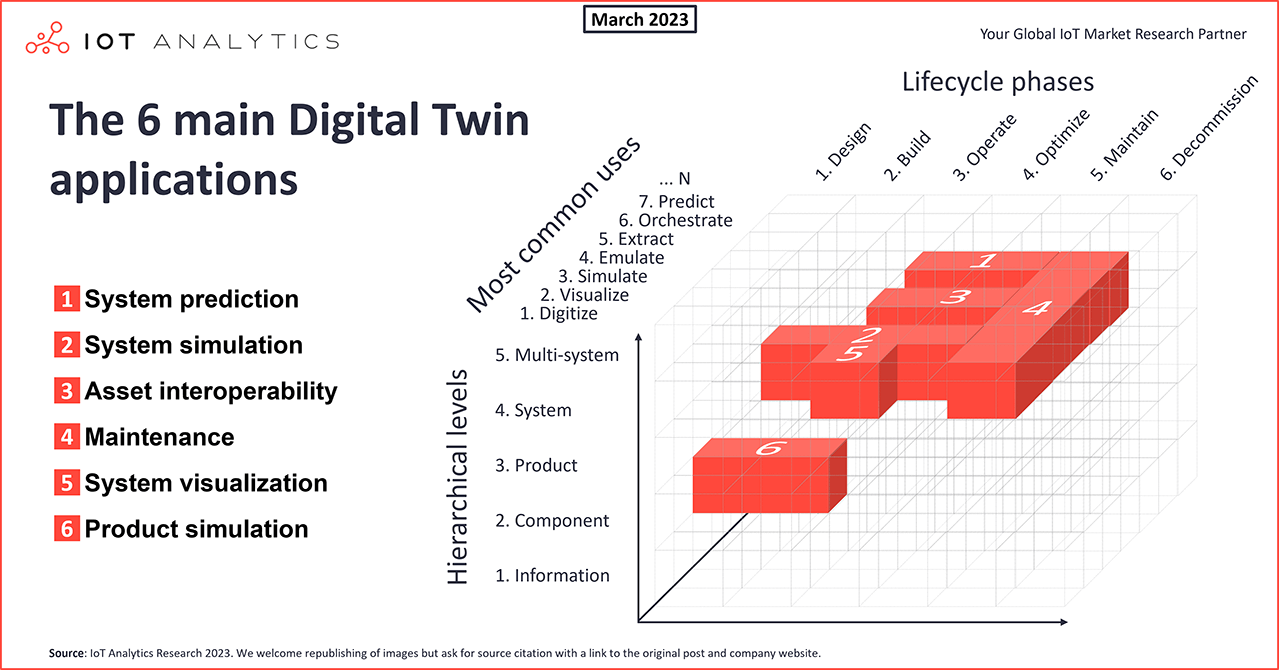 March 2023
IOT ANALYTICS
Your Global IoT Market Research Partner
The 6 main Digital Twin
applications
1 System prediction
2 System simulation
3 Asset interoperability
4 Maintenance
5 System visualization
6 Product simulation
Lifecycle phases
1. Design
2. Build
3. Operate
4. Optimize
5. Maintain
6. Decommission
Most common uses
... N
7. Predict
6. Orchestrate
5. Extract
4. Emulate
3. Simulate
2. Visualize
1. Digitize
Hierarchical levels
5. Multi-system
4. System
3. Product
2. Component
1. Information
1
3
4
2
5
6
Source: IoT Analytics Research 2023. We welcome republishing of images but ask for source citation with a link to the original post and company website.